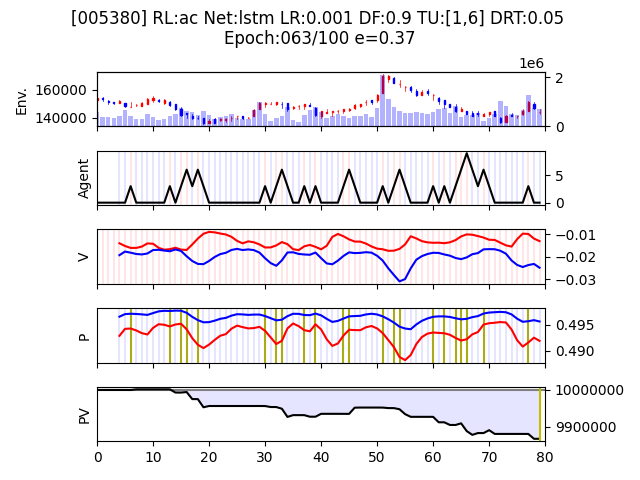 [005380] RL:ac Net:lstm LR:0.001 DF:0.9 TU:[1,6] DRT:0.05
Epoch:063/100 e=0.37
1e6
Env.
160000
140000
2
0
Agent
5
0
V
−0.01
−0.02
−0.03
P
0.495
0.490
PV
10000000
9900000
0 10 20 30 40 50 60 70 80